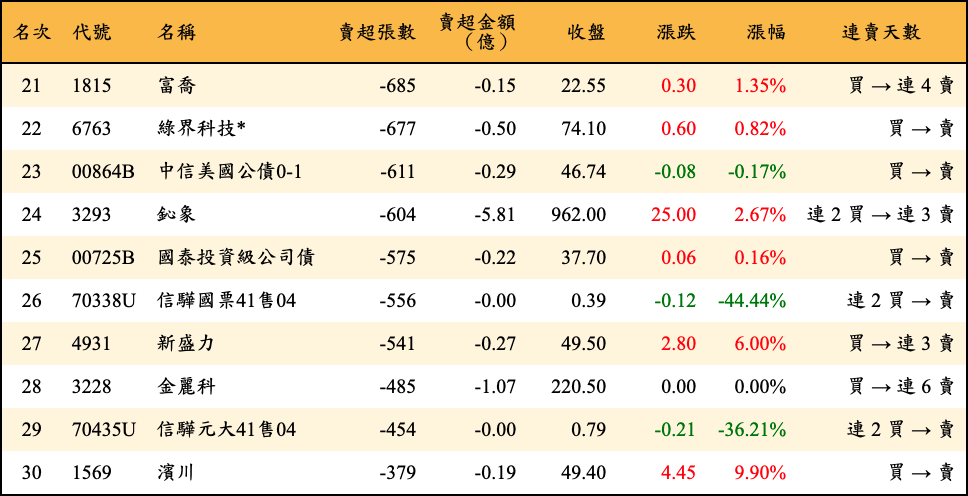 名次 代號 名稱 賣超張數 賣超金額（億） 收盤 漲跌 漲幅 連賣天數
21 1815 富喬 -685 -0.15 22.55 0.30 1.35% 買 → 連 4 賣
22 6763 綠界科技* -677 -0.50 74.10 0.60 0.82% 買 → 賣
23 00864B 中信美國公債0-1 -611 -0.29 46.74 -0.08 -0.17% 買 → 賣
24 3293 鈊象 -604 -5.81 962.00 25.00 2.67% 連 2 買 → 連 3 賣
25 00725B 國泰投資級公司債 -575 -0.22 37.70 0.06 0.16% 買 → 賣
26 70338U 信驊國票41售04 -556 -0.00 0.39 -0.12 -44.44% 連 2 買 → 賣
27 4931 新盛力 -541 -0.27 49.50 2.80 6.00% 買 → 連 3 賣
28 3228 金麗科 -485 -1.07 220.50 0.00 0.00% 買 → 連 6 賣
29 70435U 信驊元大41售04 -454 -0.00 0.79 -0.21 -36.21% 連 2 買 → 賣
30 1569 濱川 -379 -0.19 49.40 4.45 9.90% 買 → 賣